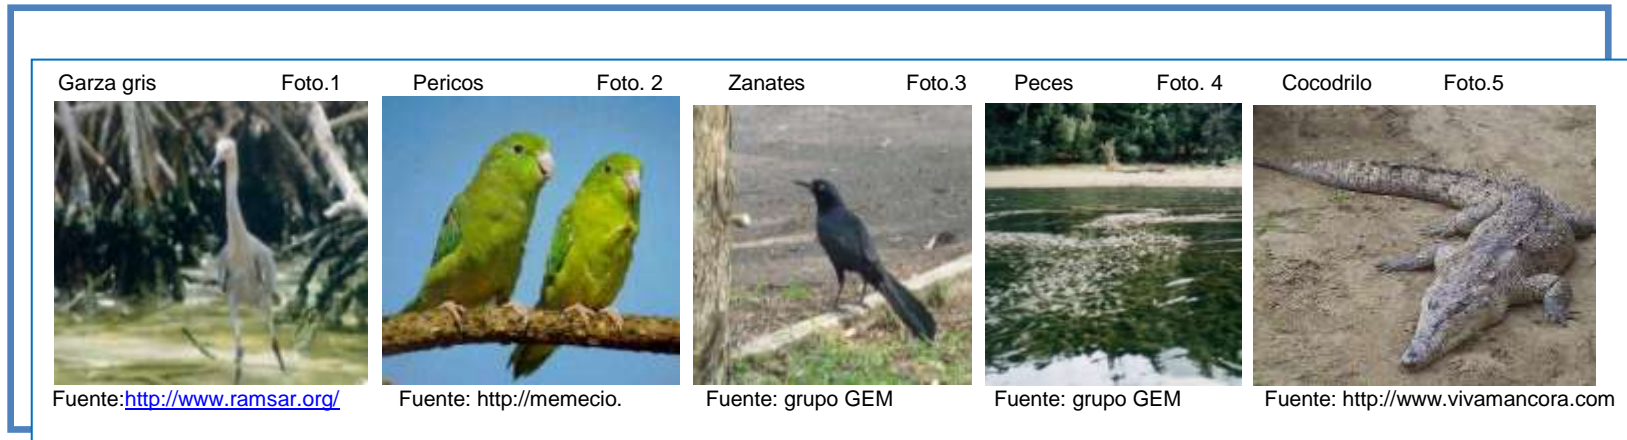 Garza gris Foto.1 Pericos Foto. 2 Zanates Foto.3 Peces Foto. 4 Cocodrilo Foto.5
Fuente:http://www.ramsar.org/ Fuente: http://memecio. Fuente: grupo GEM Fuente: grupo GEM Fuente: http://www.vivamancora.com